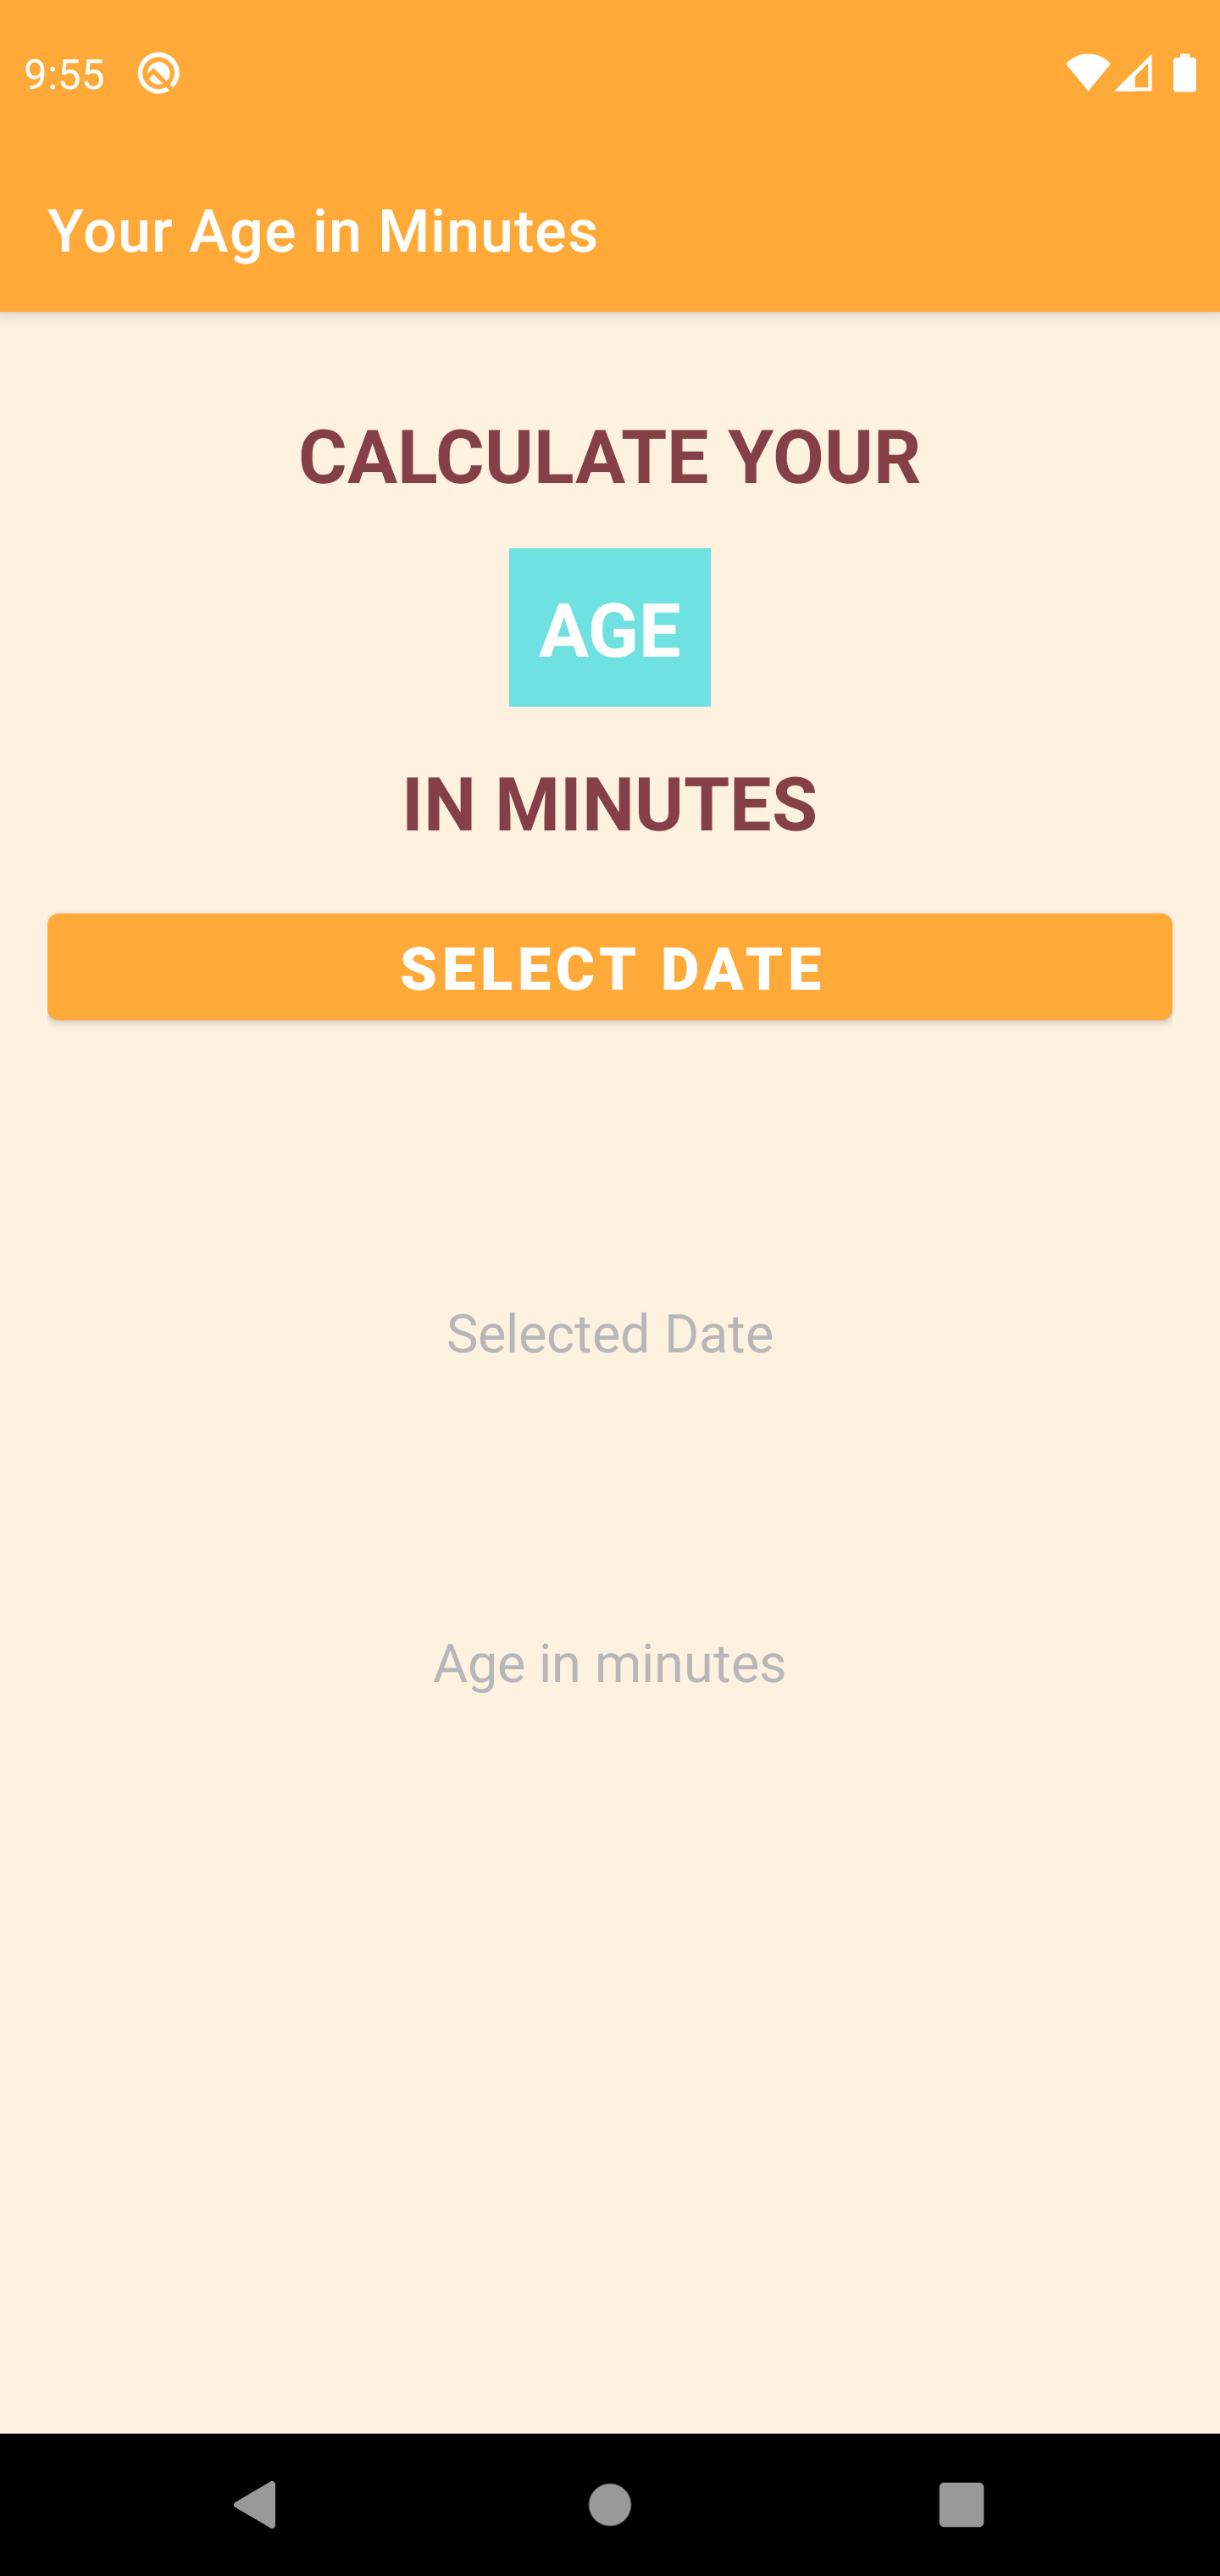 9:55
Your Age in Minutes
CALCULATE YOUR
AGE
IN MINUTES
SELECT DATE
Selected Date
Age in minutes